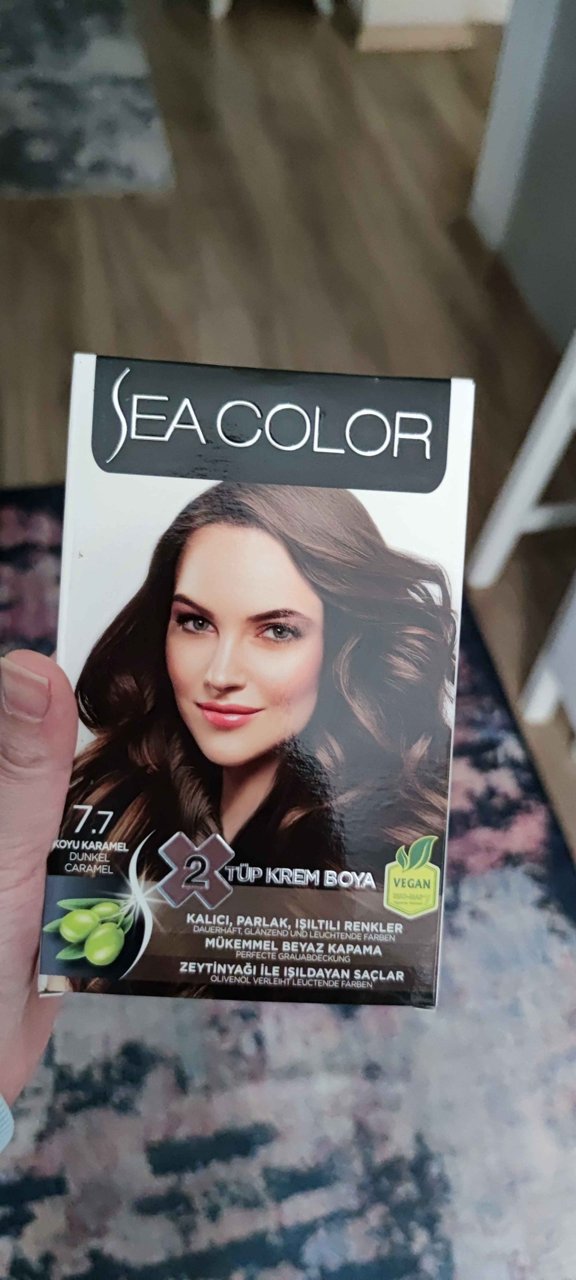 SEA COLOR
7.7
KOYU KARAMEL
DUNKEL
CARAMEL
2
TÜP KREM BOYA
VEGAN
KALICI, PARLAK, IŞILTILI RENKLER
DAUERHAFT, GLÄNZEND UND LEUCHTENDE FARBEN
MÜKEMMEL BEYAZ KAPAMA
PERFECTE GRAUABDECKUNG
ZEYTİNYAĞI İLE IŞILDAYAN SAÇLAR
OLIVENÖL VERLEIHT LEUCTENDE FARBEN